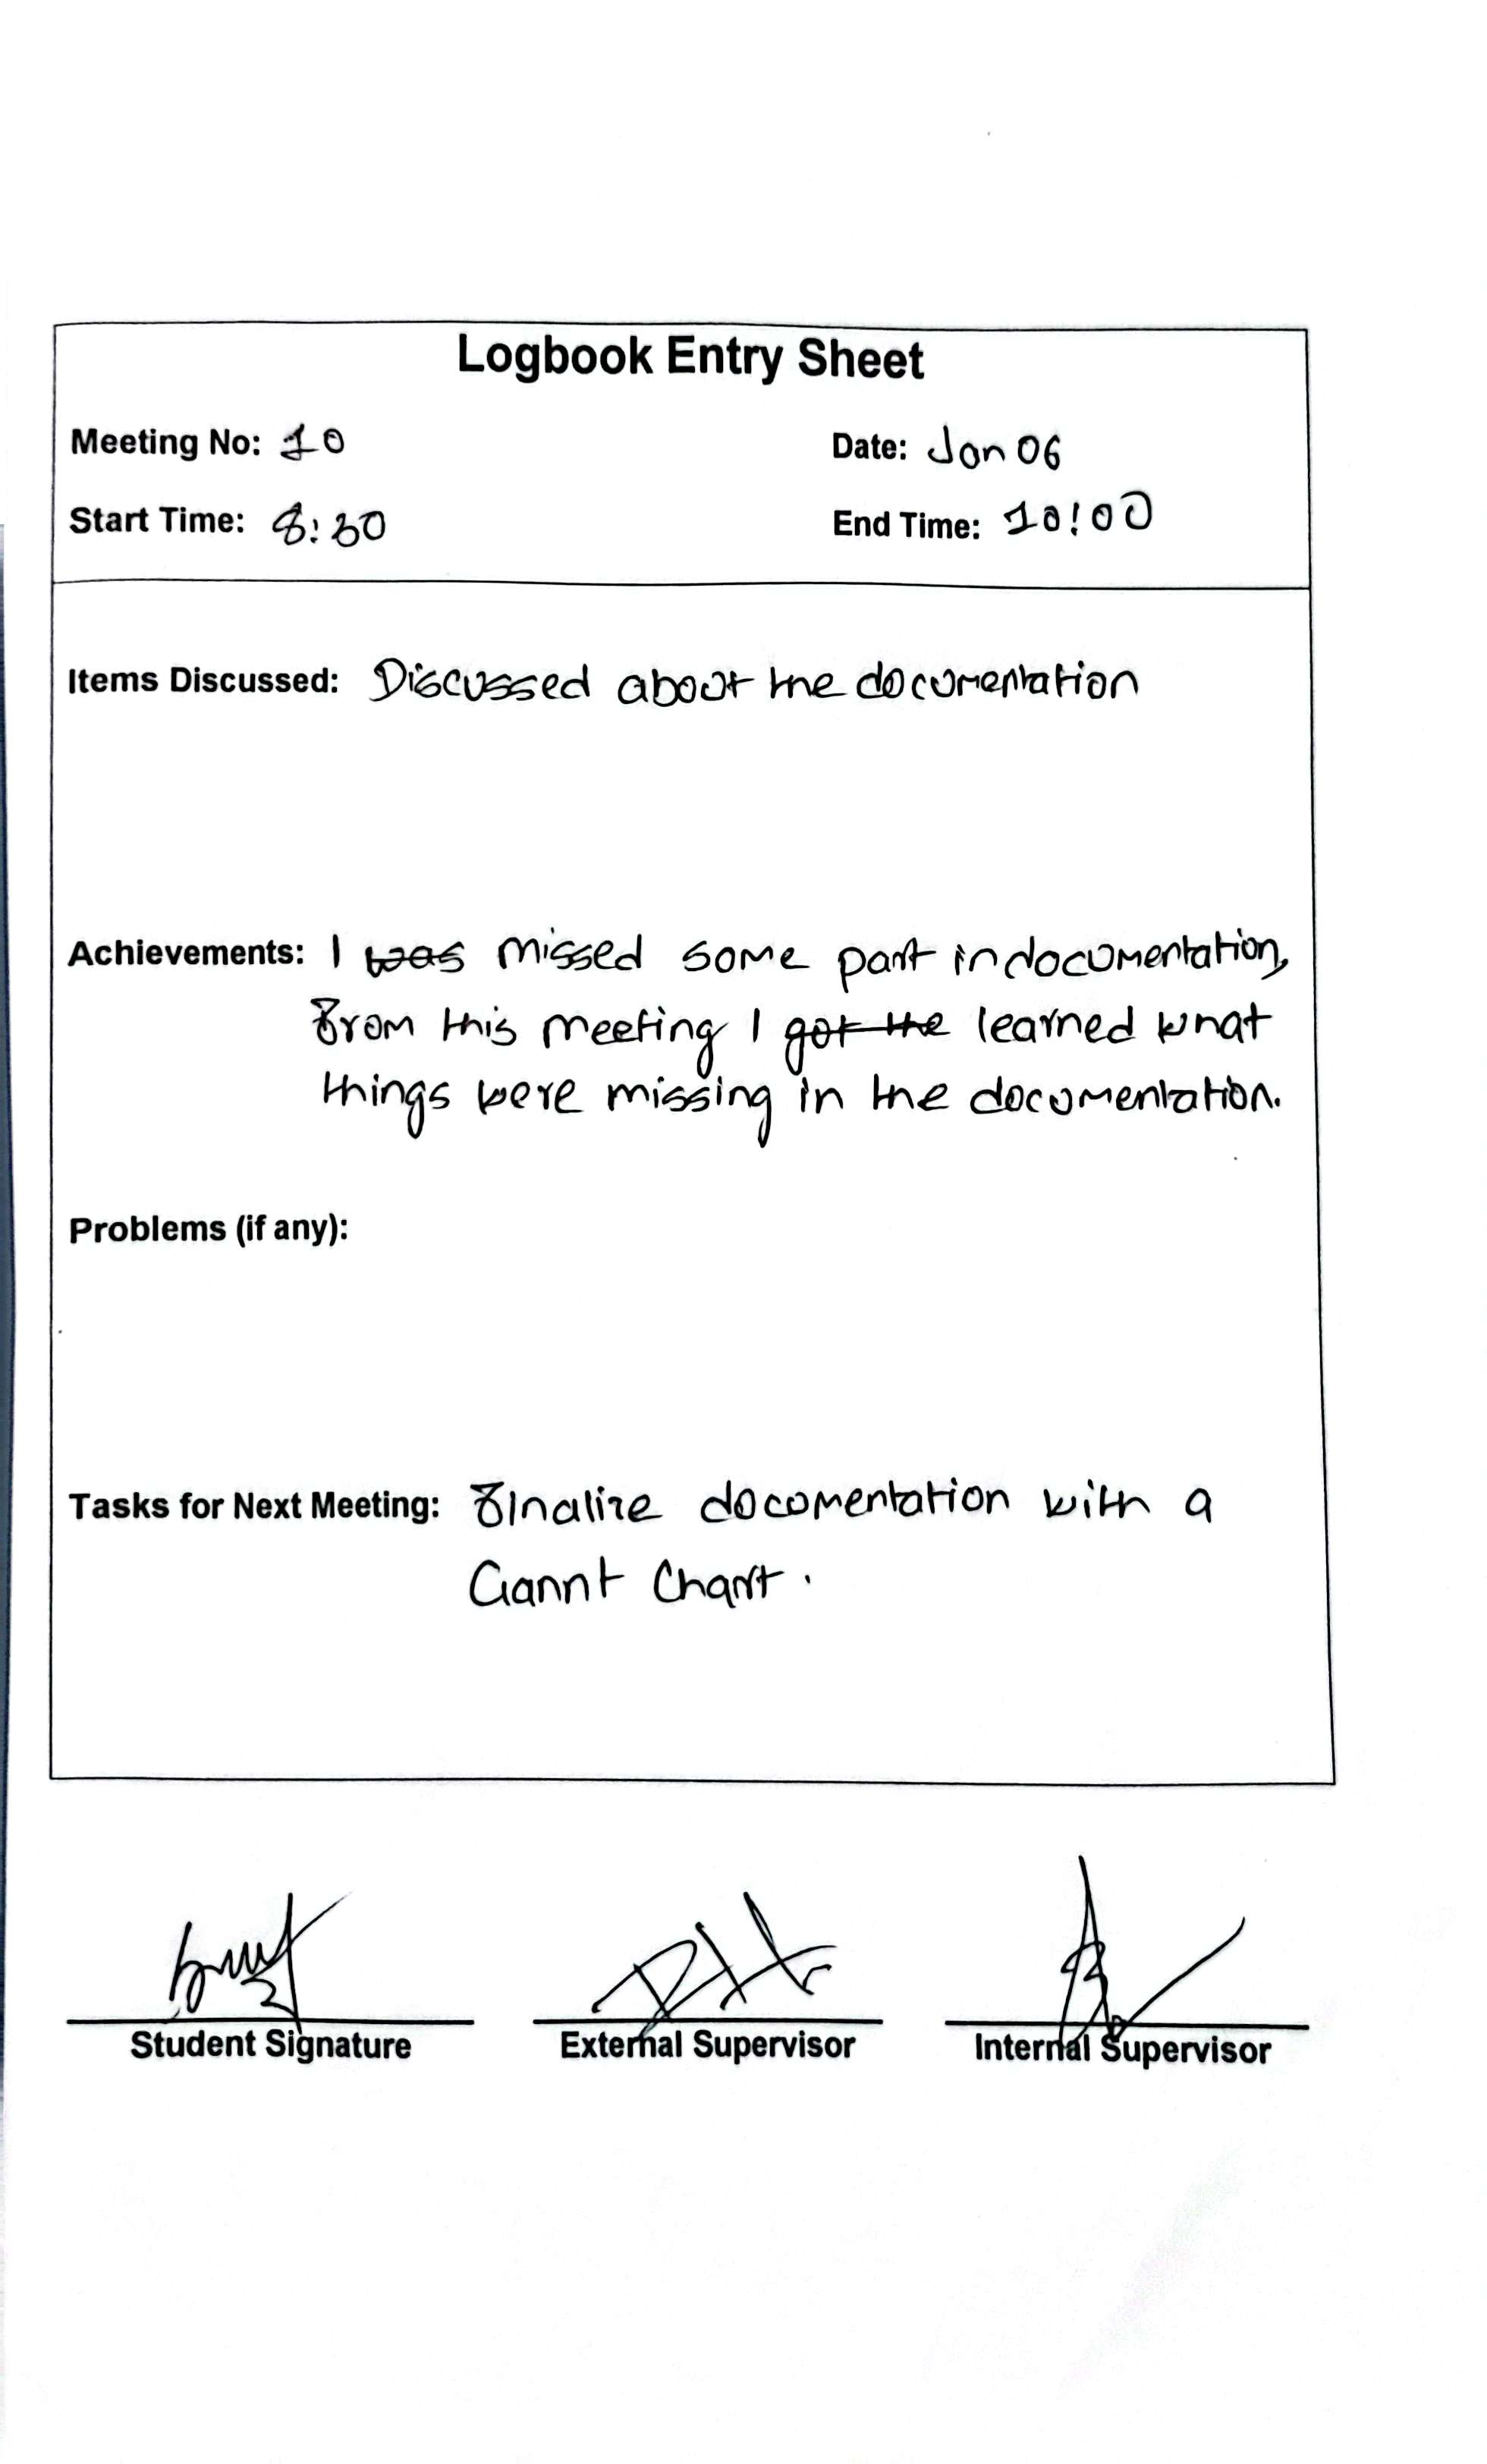 Logbook Entry Sheet
Meeting No: 10 Date: Jan 06
Start Time: 8:30 End Time: 10:00
Items Discussed: Discussed about the documentation
Achievements: I was missed some part in documentation,
From this meeting I got the learned what
things were missing in the documentation.
Problems (if any):
Tasks for Next Meeting: Finalize documentation with a
Gannt Chart.
Student Signature External Supervisor Internal Supervisor